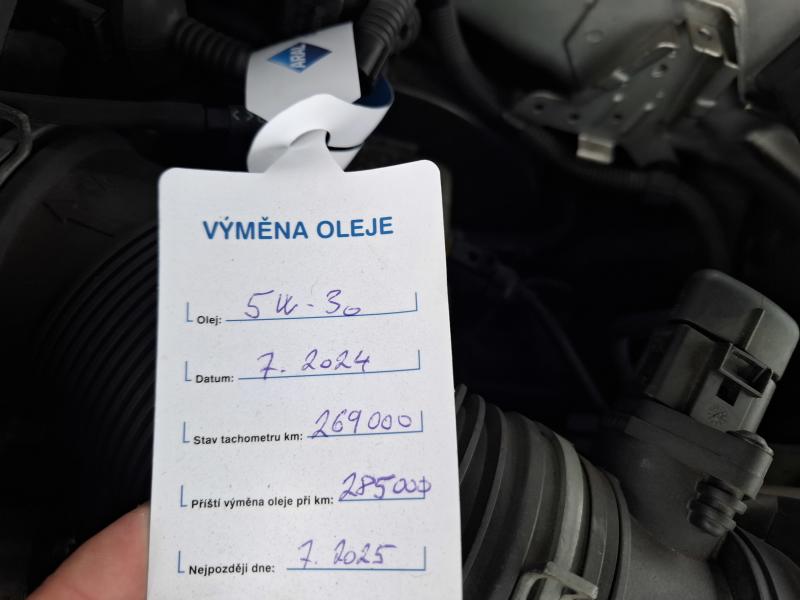 ARAL
VÝMĚNA OLEJE
Olej: 5W-30
Datum: 7.2024
Stav tachometru km: 269000
Příští výměna oleje při km: 285000
Nejpozději dne: 7.2025